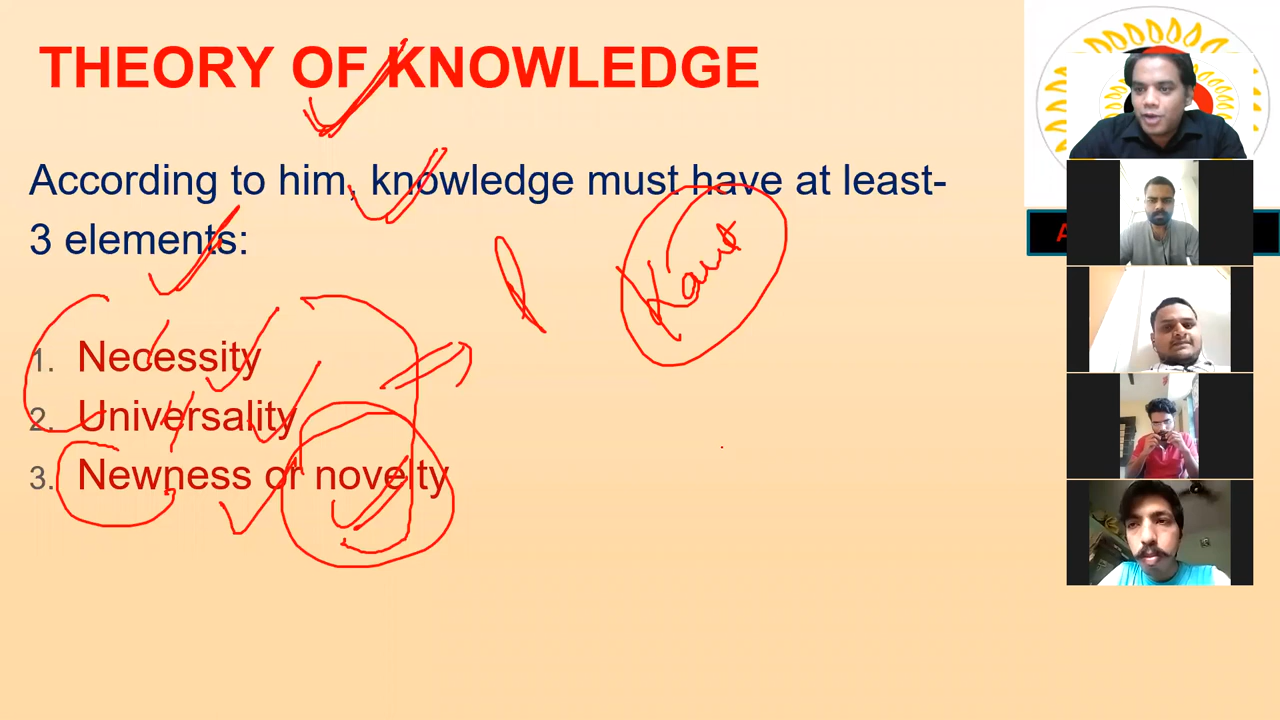 THEORY OF KNOWLEDGE
According to him, knowledge must have at least-
3 elements:
Kant
1. Necessity
2. Universality
3. Newness or novelty
A